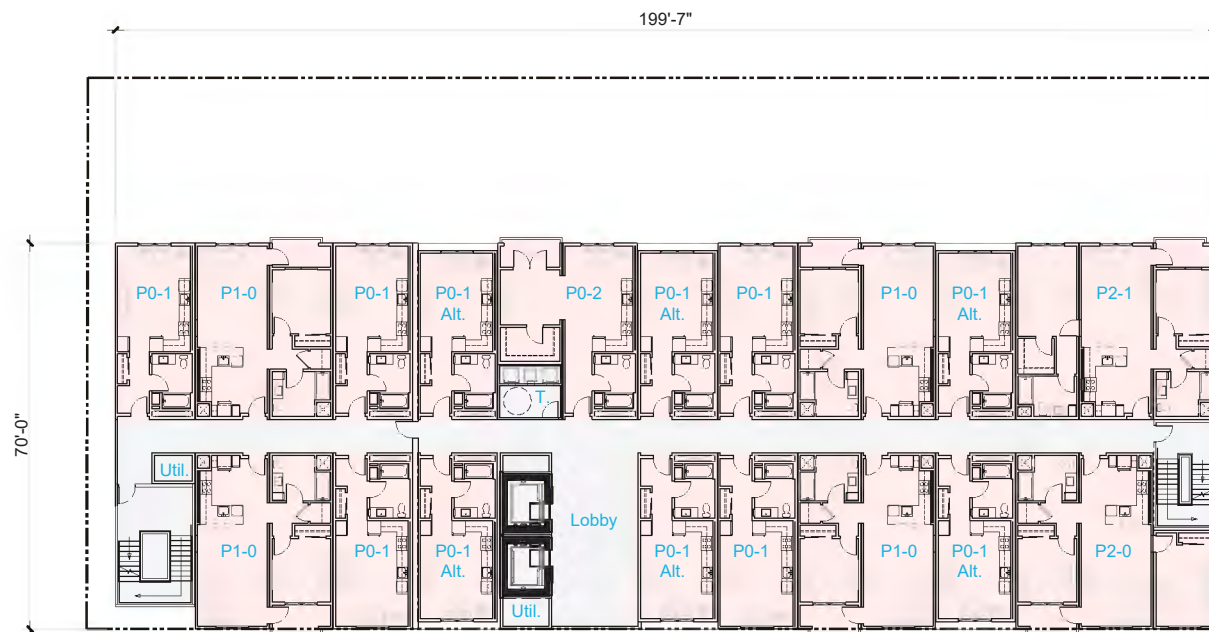 199'-7"
70'-0"
P0-1
P1-0
P0-1
P0-1
Alt.
P0-2
P0-1
Alt.
P0-1
P1-0
P0-1
Alt.
P2-1
T.
Util.
P1-0
P0-1
P0-1
Alt.
Util.
Lobby
P0-1
Alt.
P0-1
P1-0
P0-1
Alt.
P2-0